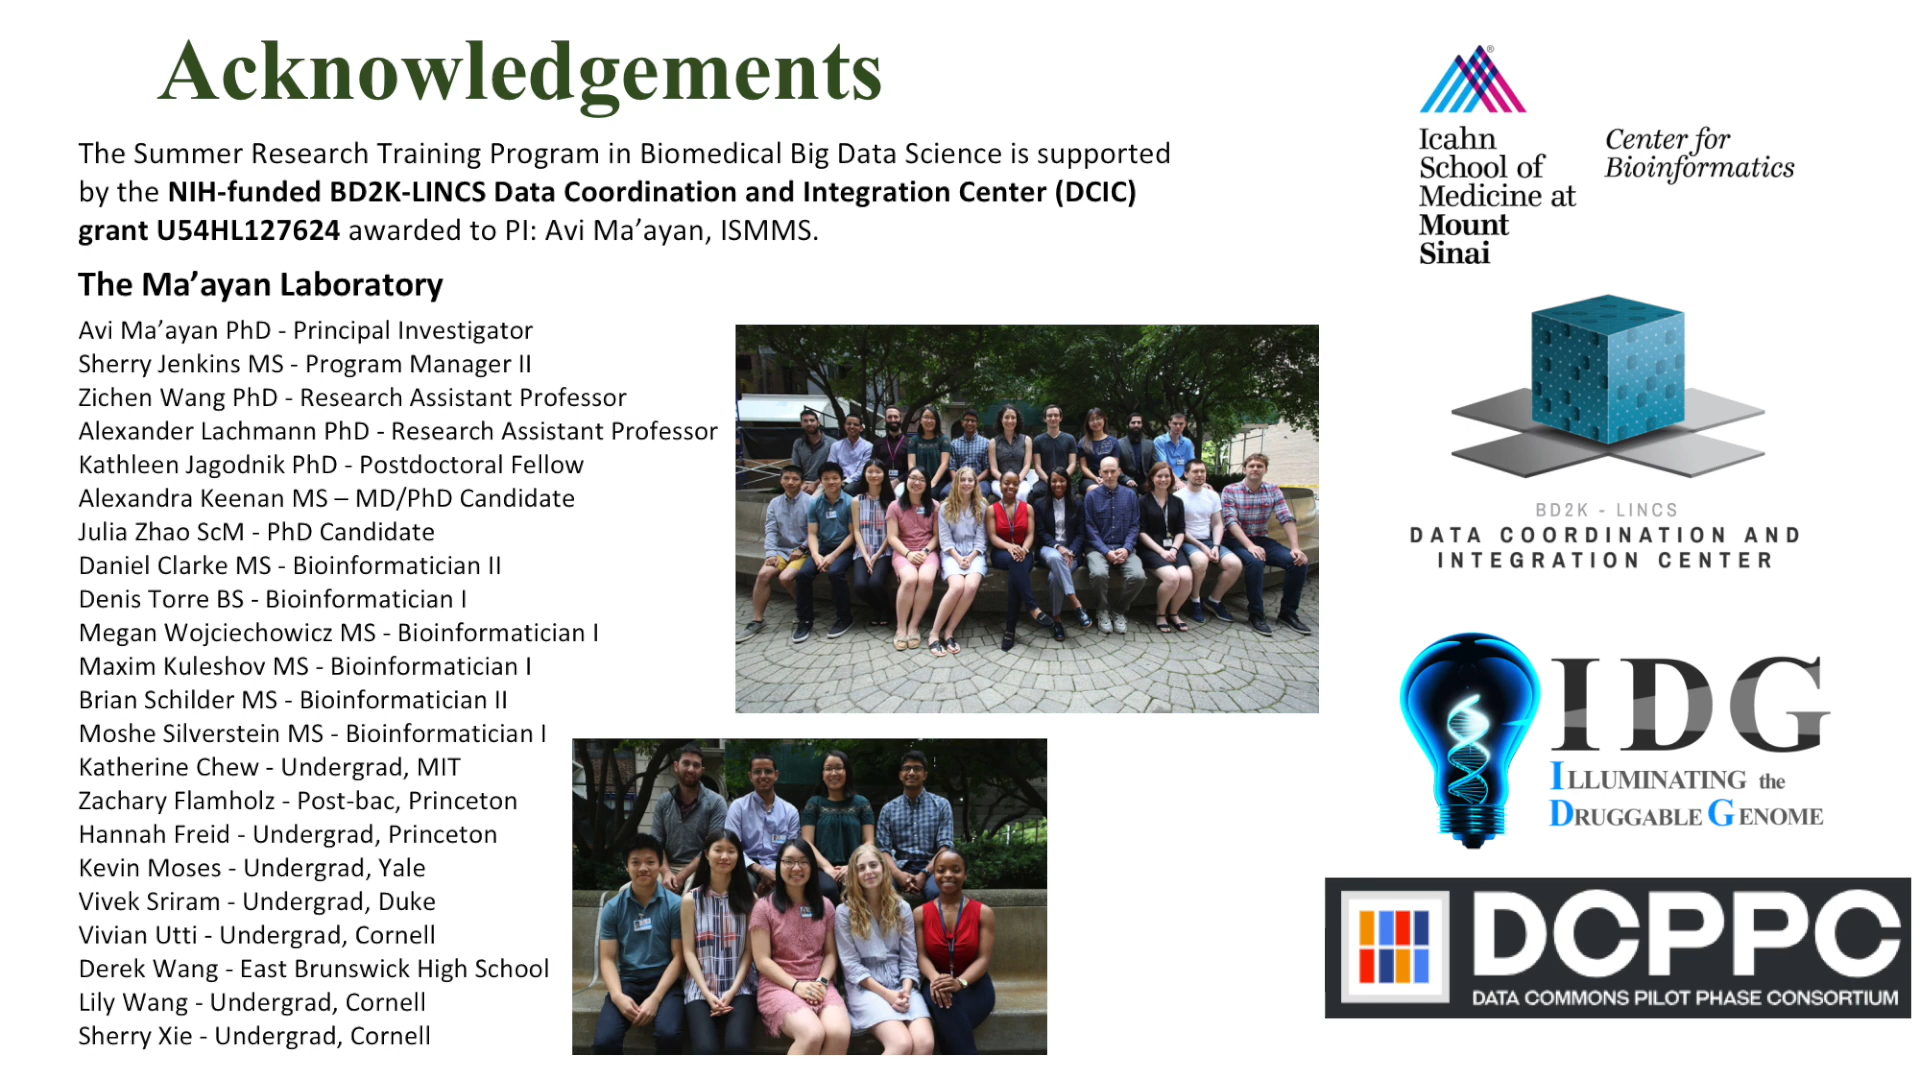 Acknowledgements
The Summer Research Training Program in Biomedical Big Data Science is supported
by the NIH-funded BD2K-LINCS Data Coordination and Integration Center (DCIC)
grant U54HL127624 awarded to PI: Avi Ma’ayan, ISMMS.
The Ma’ayan Laboratory
Avi Ma’ayan PhD - Principal Investigator
Sherry Jenkins MS - Program Manager II
Zichen Wang PhD - Research Assistant Professor
Alexander Lachmann PhD - Research Assistant Professor
Kathleen Jagodnik PhD - Postdoctoral Fellow
Alexandra Keenan MS – MD/PhD Candidate
Julia Zhao ScM - PhD Candidate
Daniel Clarke MS - Bioinformatician II
Denis Torre BS - Bioinformatician I
Megan Wojciechowicz MS - Bioinformatician I
Maxim Kuleshov MS - Bioinformatician I
Brian Schilder MS - Bioinformatician II
Moshe Silverstein MS - Bioinformatician I
Katherine Chew - Undergrad, MIT
Zachary Flamholz - Post-bac, Princeton
Hannah Freid - Undergrad, Princeton
Kevin Moses - Undergrad, Yale
Vivek Sriram - Undergrad, Duke
Vivian Utti - Undergrad, Cornell
Derek Wang - East Brunswick High School
Lily Wang - Undergrad, Cornell
Sherry Xie - Undergrad, Cornell
®
Icahn
School of
Medicine at
Mount
Sinai
Center for
Bioinformatics
BD2K - LINCS
DATA COORDINATION AND
INTEGRATION CENTER
IDG
ILLUMINATING the
DRUGGABLE GENOME
DCPPC
DATA COMMONS PILOT PHASE CONSORTIUM